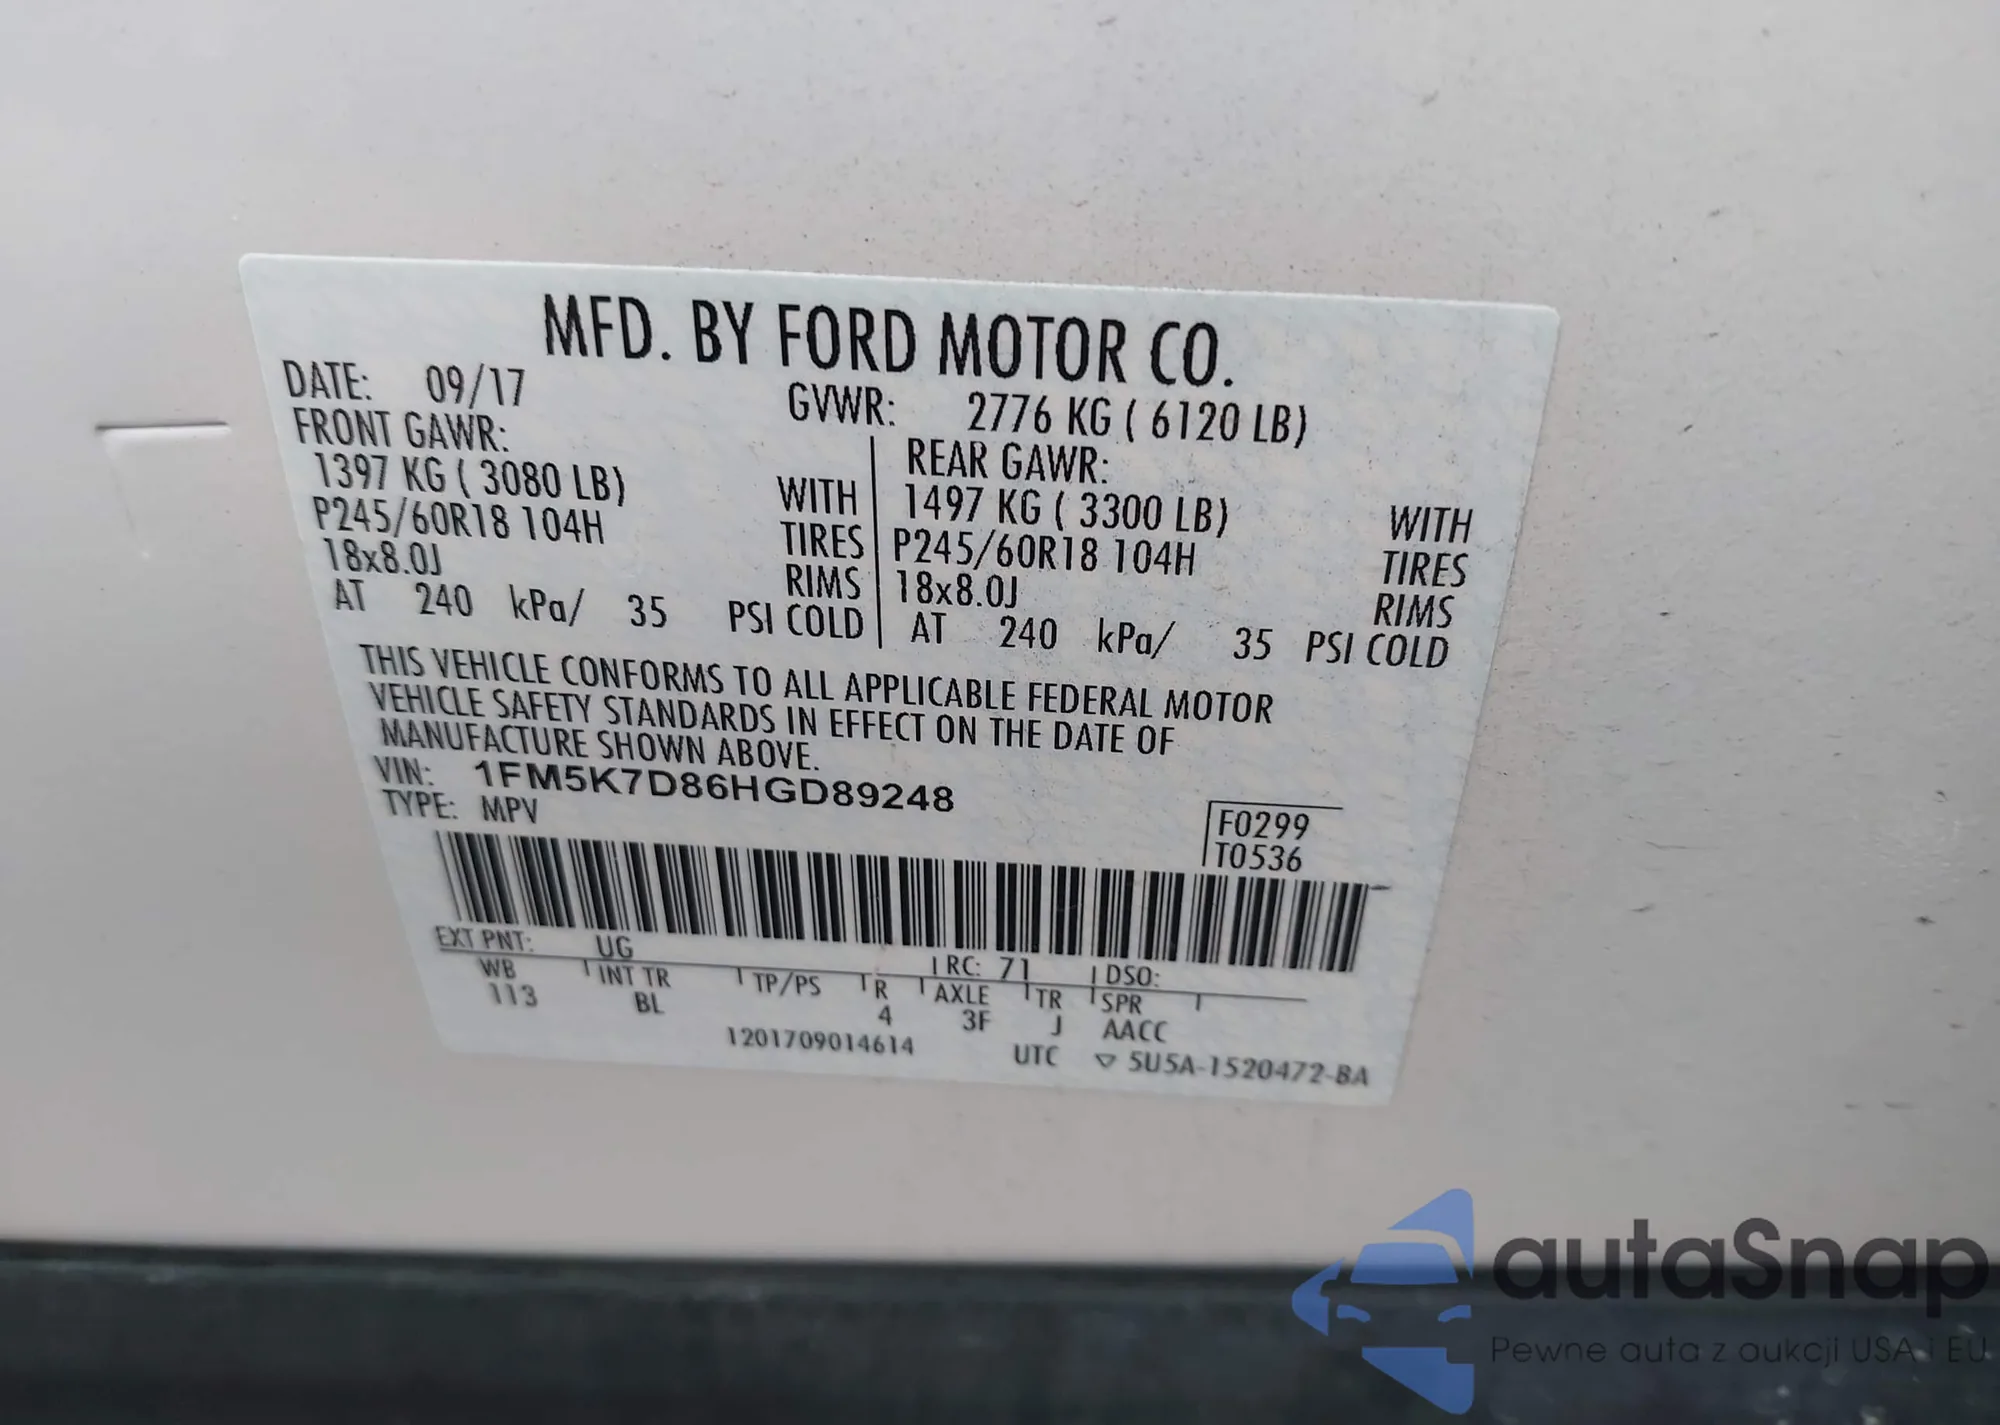 MFD. BY FORD MOTOR CO.
DATE: 09/17 GVWR: 2776 KG ( 6120 LB)
FRONT GAWR: REAR GAWR:
1397 KG ( 3080 LB) WITH 1497 KG ( 3300 LB) WITH
P245/60R18 104H TIRES P245/60R18 104H TIRES
18x8.0J RIMS 18x8.0J RIMS
AT 240 kPa/ 35 PSI COLD AT 240 kPa/ 35 PSI COLD
THIS VEHICLE CONFORMS TO ALL APPLICABLE FEDERAL MOTOR
VEHICLE SAFETY STANDARDS IN EFFECT ON THE DATE OF
MANUFACTURE SHOWN ABOVE.
VIN: 1FM5K7D86HGD89248
TYPE: MPV F0299
T0536
EXT PNT: UG RC: 71 DSO:
WB INT TR TP/PS R AXLE TR SPR
113 BL 4 3F J AACC
1201709014614 UTC ▽ 5U5A-1520472-BA
autaSnap
Pewne auta z aukcji USA i EU